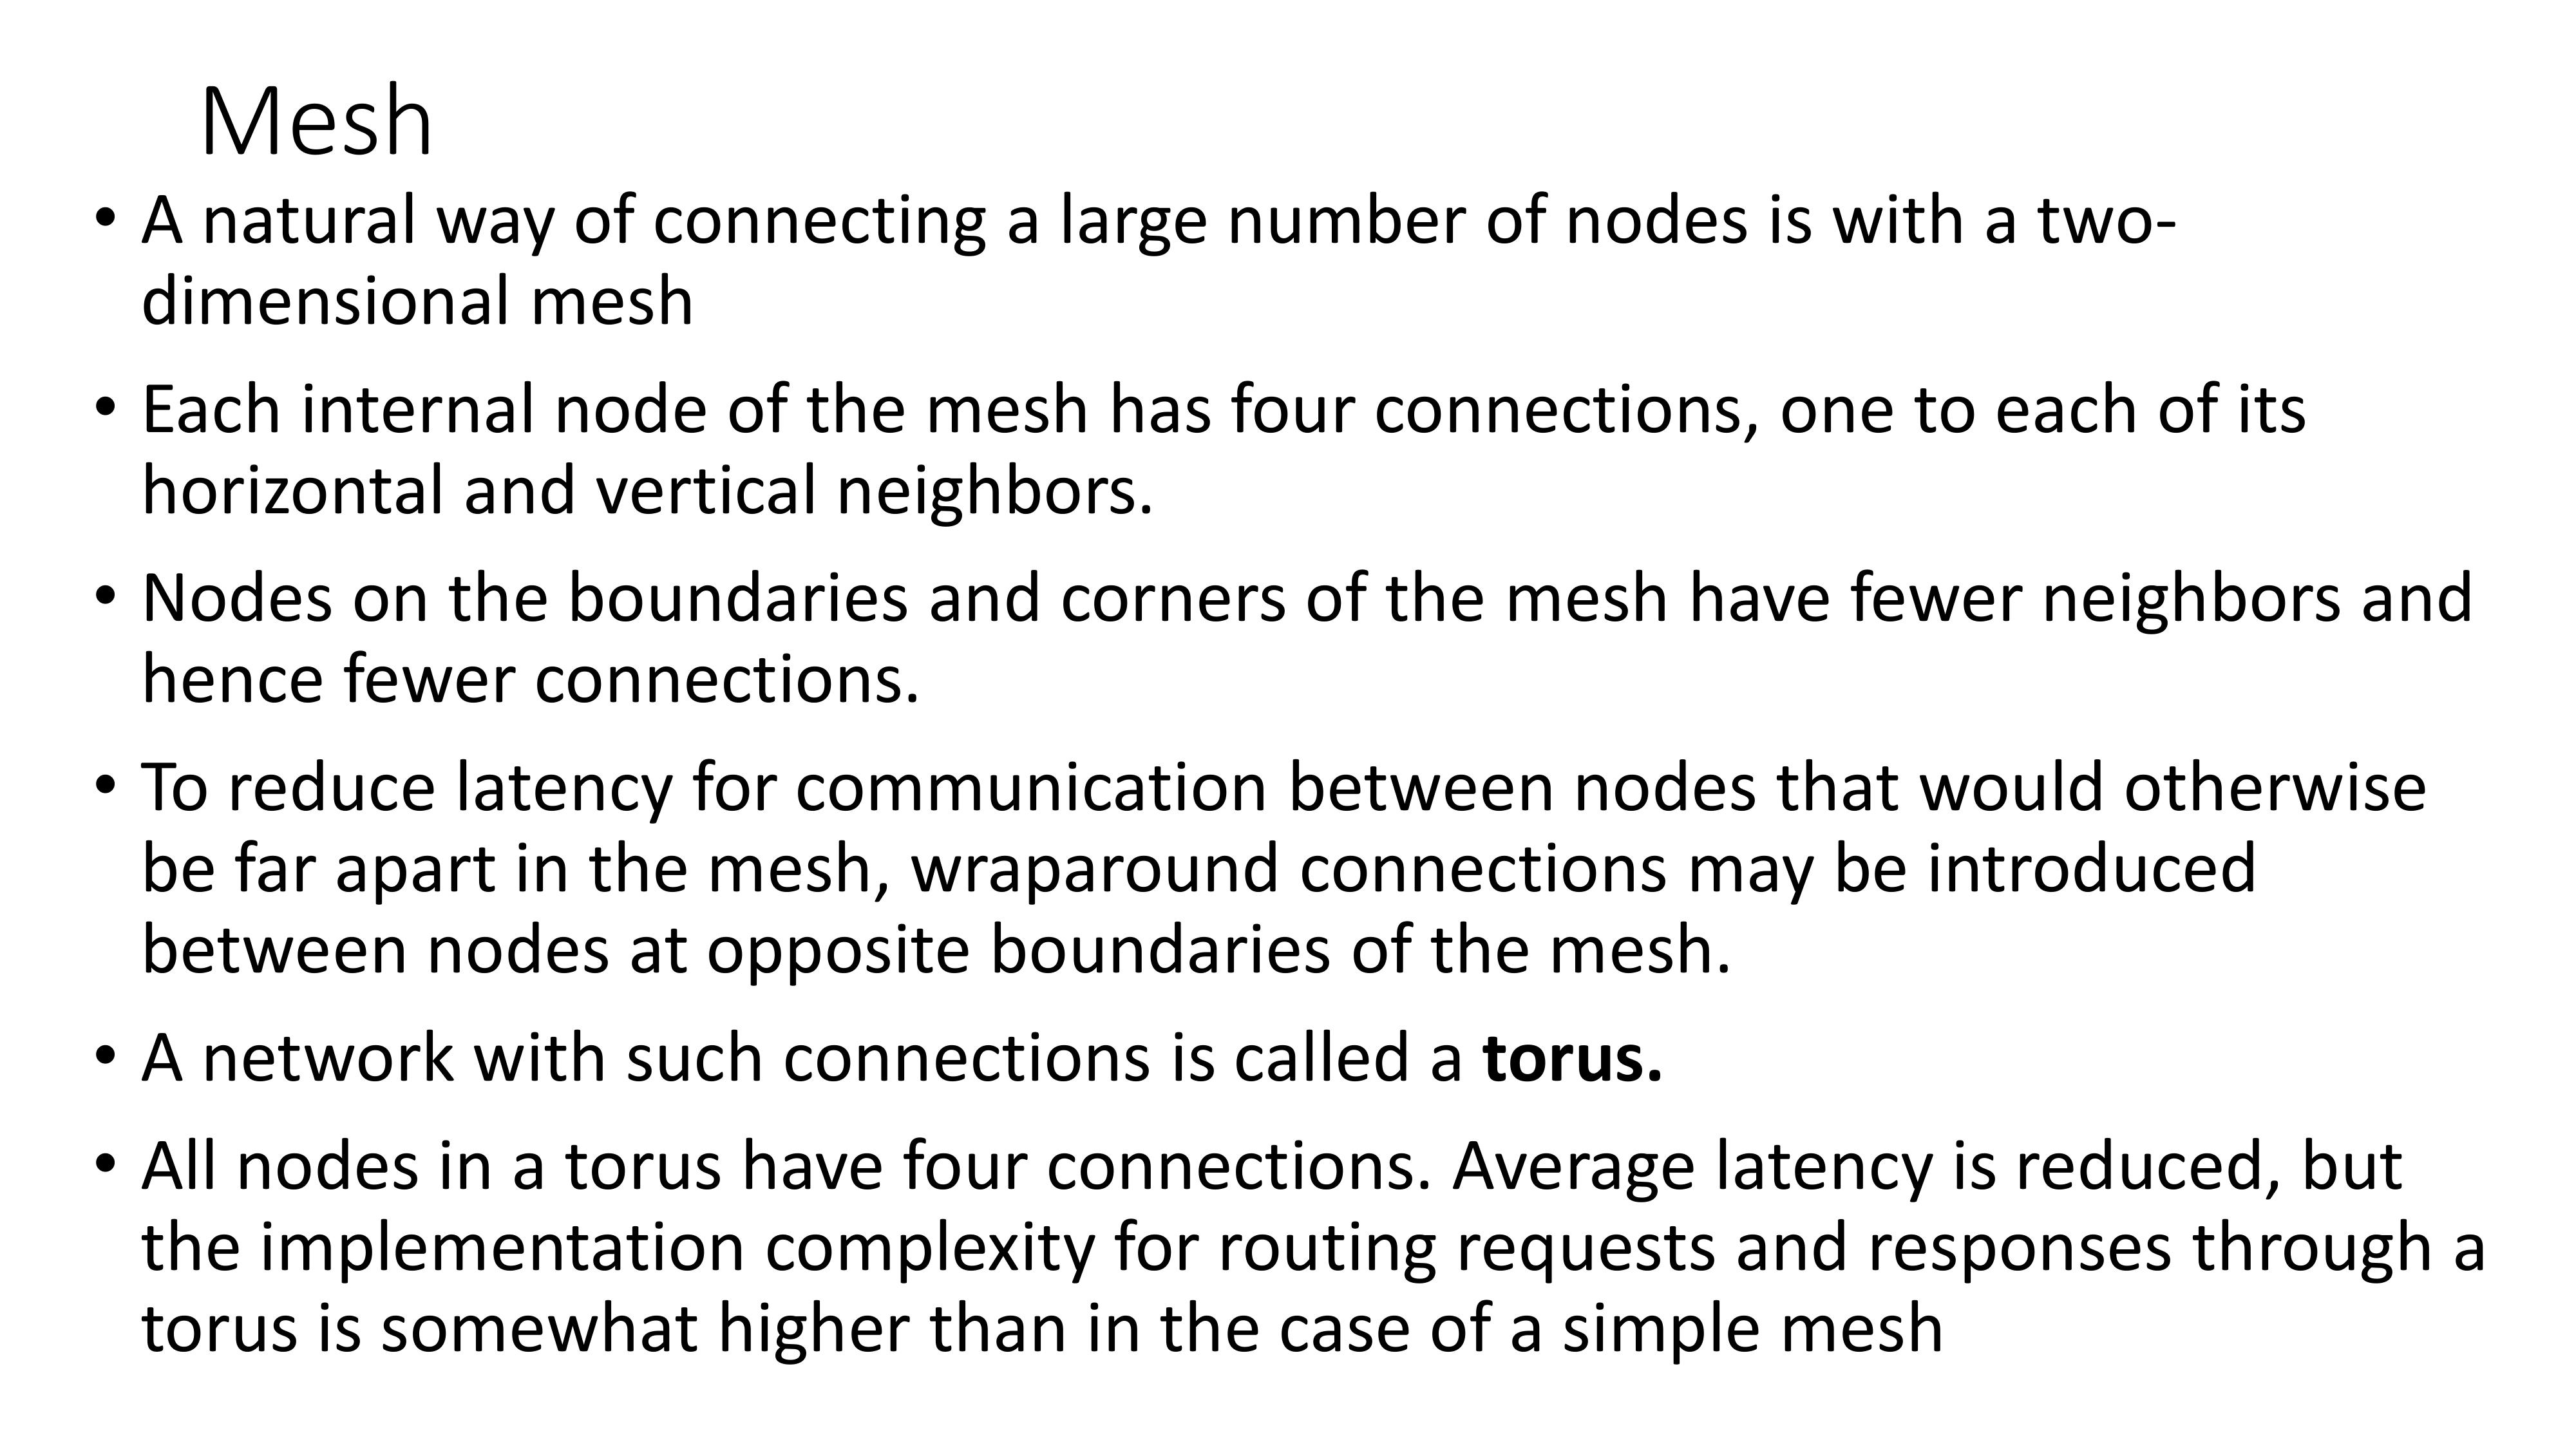 Mesh
• A natural way of connecting a large number of nodes is with a two-
dimensional mesh
• Each internal node of the mesh has four connections, one to each of its
horizontal and vertical neighbors.
• Nodes on the boundaries and corners of the mesh have fewer neighbors and
hence fewer connections.
• To reduce latency for communication between nodes that would otherwise
be far apart in the mesh, wraparound connections may be introduced
between nodes at opposite boundaries of the mesh.
• A network with such connections is called a torus.
• All nodes in a torus have four connections. Average latency is reduced, but
the implementation complexity for routing requests and responses through a
torus is somewhat higher than in the case of a simple mesh